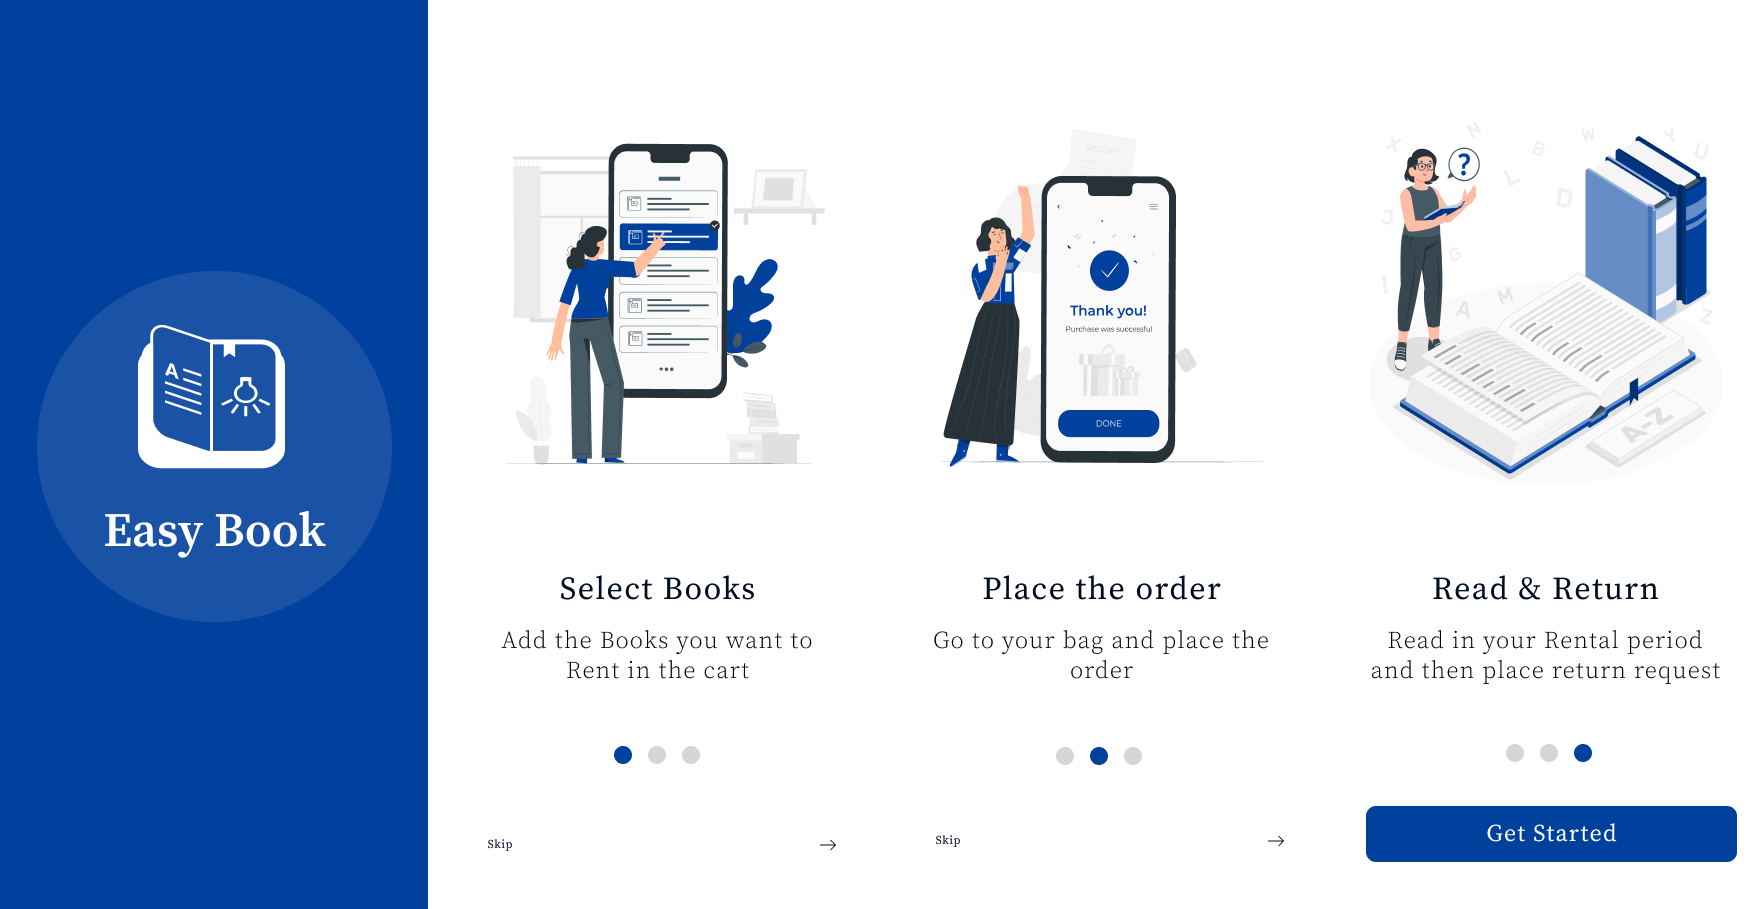 A
Easy Book
Select Books
Add the Books you want to
Rent in the cart
Skip
RECEIPT
Thank you!
Purchase was successful
DONE
Place the order
Go to your bag and place the
order
Skip
X
N
B
W
Y
U
?
L
D
J
G
I
A
M
Z
A-Z
Read & Return
Read in your Rental period
and then place return request
Get Started